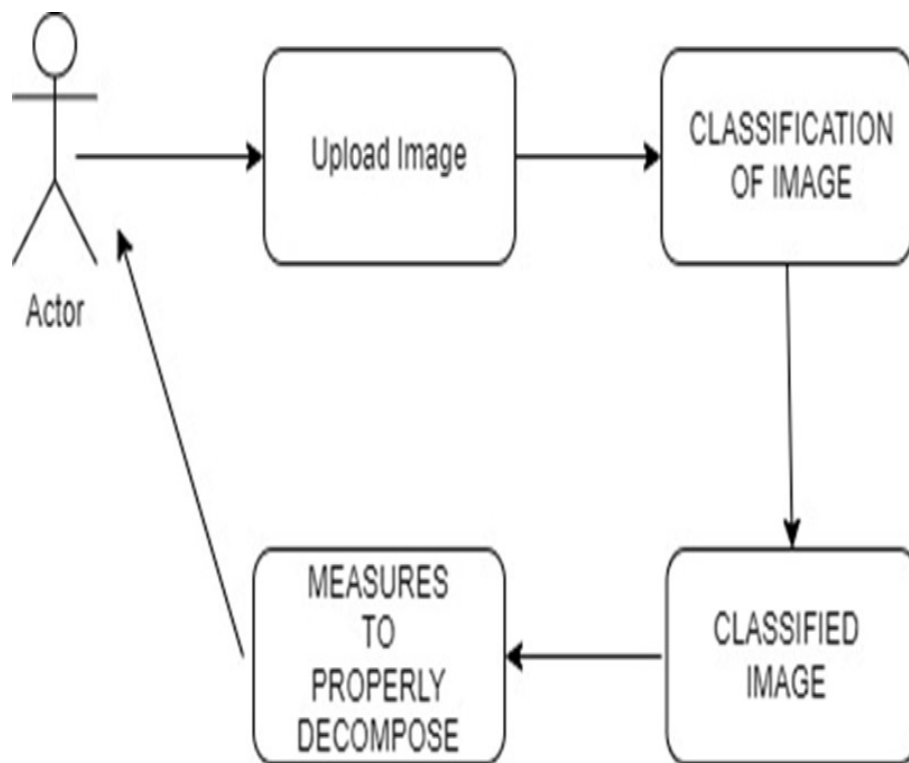 Upload Image
CLASSIFICATION
OF IMAGE
Actor
MEASURES
TO
PROPERLY
DECOMPOSE
CLASSIFIED
IMAGE